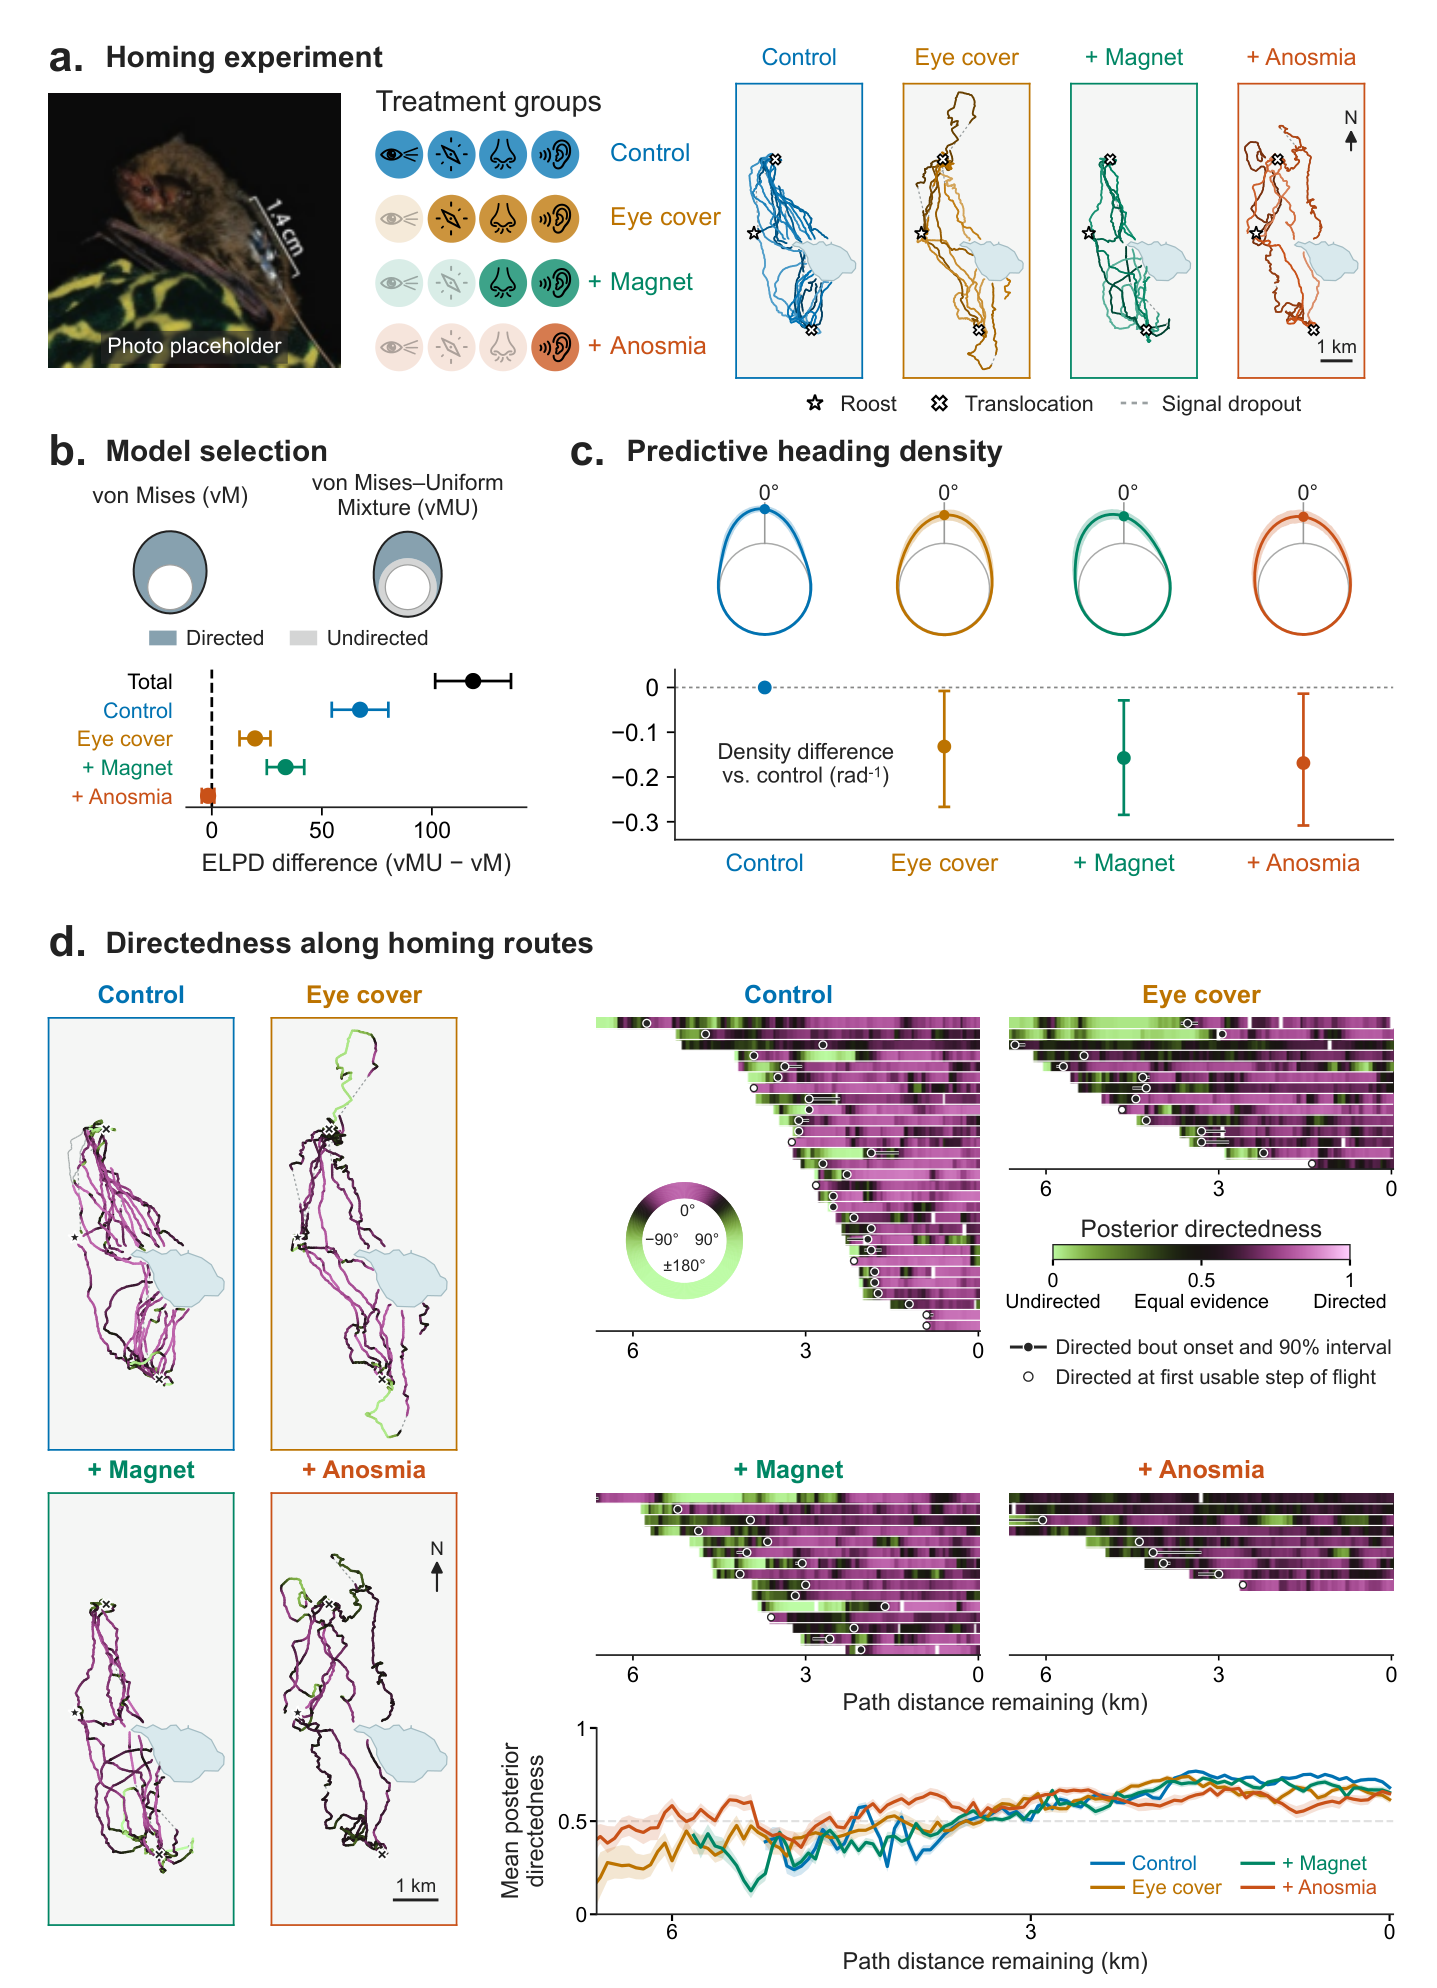 a. Homing experiment
1.4 cm
Photo placeholder
Treatment groups
Control
Eye cover
+ Magnet
+ Anosmia
Control
Eye cover
+ Magnet
+ Anosmia
N
1 km
Roost
Translocation
Signal dropout
b. Model selection
von Mises (vM)
von Mises–Uniform
Mixture (vMU)
Directed
Undirected
Total
Control
Eye cover
+ Magnet
+ Anosmia
0
50
100
ELPD difference (vMU − vM)
c. Predictive heading density
0°
0°
0°
0°
0
−0.1
−0.2
−0.3
Density difference
vs. control (rad-1)
Control
Eye cover
+ Magnet
+ Anosmia
d. Directedness along homing routes
Control
Eye cover
+ Magnet
+ Anosmia
N
1 km
Control
0°
−90°
90°
±180°
6
3
0
Eye cover
6
3
0
Posterior directedness
0
0.5
1
Undirected
Equal evidence
Directed
Directed bout onset and 90% interval
Directed at first usable step of flight
+ Magnet
6
3
0
+ Anosmia
6
3
0
Path distance remaining (km)
Mean posterior
directedness
1
0.5
0
Control
Eye cover
+ Magnet
+ Anosmia
6
3
0
Path distance remaining (km)